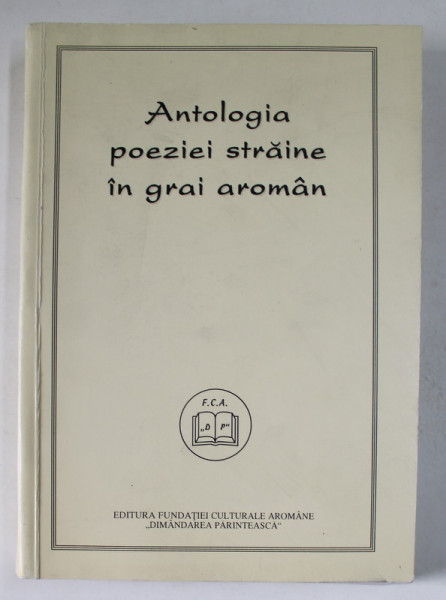 Antologia
poeziei străine
în grai aromân
F.C.A.
„D P"
EDITURA FUNDAȚIEI CULTURALE AROMÂNE
„DIMÂNDAREA PĂRINTEASCĂ"